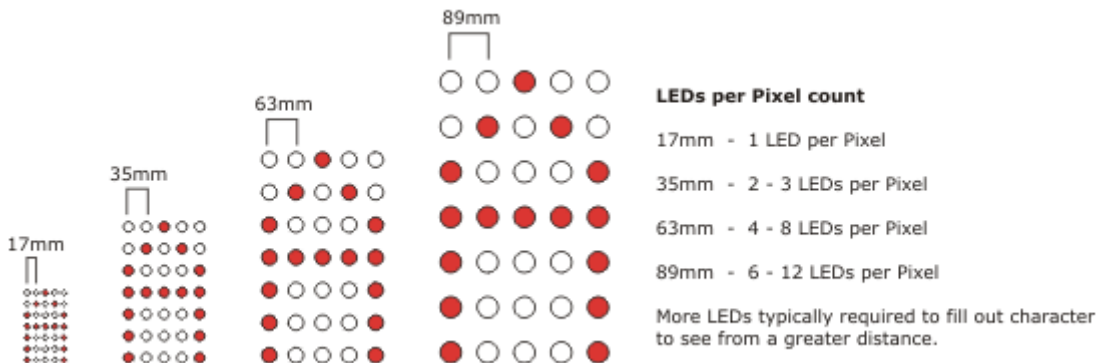 89mm
63mm
35mm
17mm
LEDs per Pixel count
17mm - 1 LED per Pixel
35mm - 2 - 3 LEDs per Pixel
63mm - 4 - 8 LEDs per Pixel
89mm - 6 - 12 LEDs per Pixel
More LEDs typically required to fill out character
to see from a greater distance.